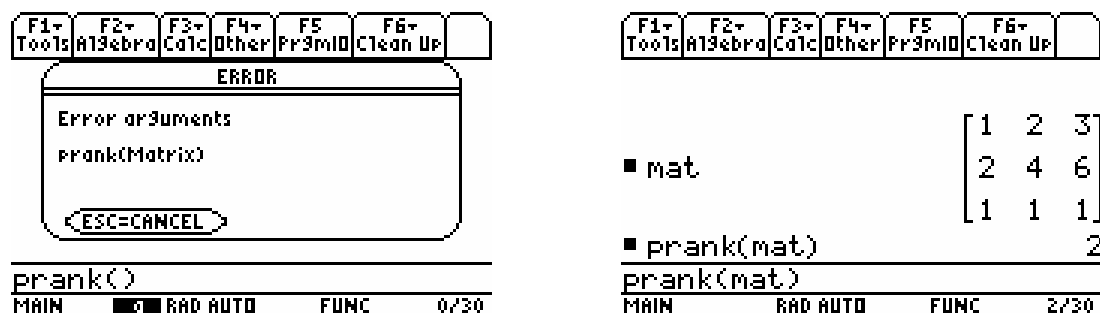 F1▾ F2▾ F3▾ F4▾ F5 F6▾
Tools Algebra Calc Other PrgmIO Clean Up
ERROR
Error arguments
prank(Matrix)
ESC=CANCEL
prank()
MAIN RAD AUTO FUNC 0/30
F1▾ F2▾ F3▾ F4▾ F5 F6▾
Tools Algebra Calc Other PrgmIO Clean Up
1 2 3
▪ mat 2 4 6
1 1 1
▪ prank(mat) 2
prank(mat)
MAIN RAD AUTO FUNC 2/30